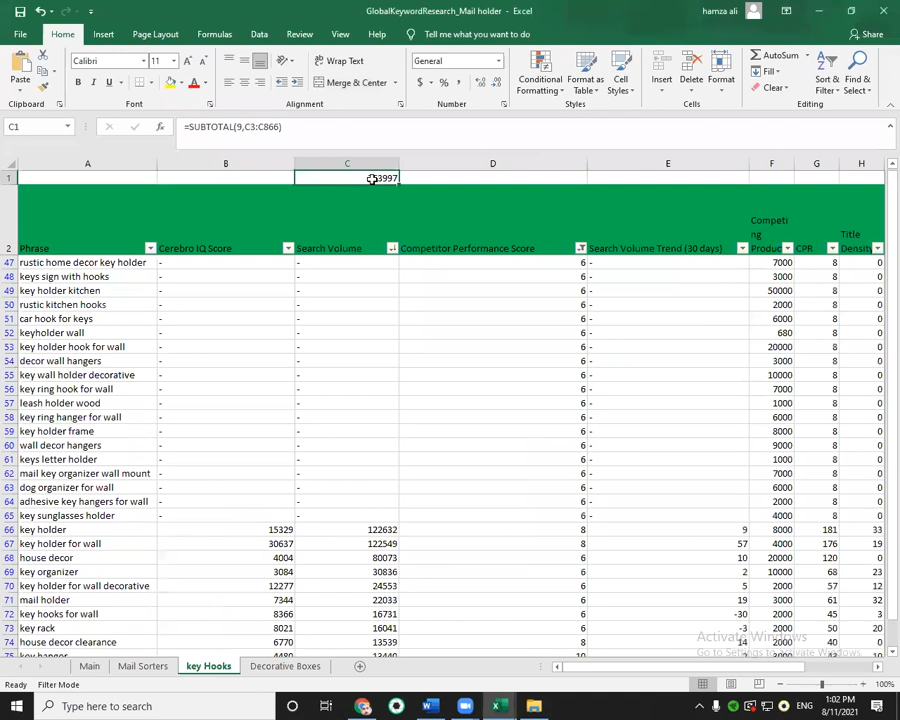 GlobalKeywordResearch_Mail holder - Excel
hamza ali
File Home Insert Page Layout Formulas Data Review View Help Tell me what you want to do Share
Calibri 11 Wrap Text General AutoSum
Paste Merge & Center Conditional Formatting Format as Table Cell Styles Insert Delete Format Fill Clear Sort & Filter Find & Select
Clipboard Font Alignment Number Styles Cells Editing
C1 =SUBTOTAL(9,C3:C866)
A B C D E F G H
1 3997
2 Phrase Cerebro IQ Score Search Volume Competitor Performance Score Search Volume Trend (30 days) Competing Produc CPR Title Density
47 rustic home decor key holder - - 6 - 7000 8 0
48 keys sign with hooks - - 6 - 3000 8 0
49 key holder kitchen - - 6 - 50000 8 0
50 rustic kitchen hooks - - 6 - 2000 8 0
51 car hook for keys - - 6 - 6000 8 0
52 keyholder wall - - 6 - 680 8 0
53 key holder hook for wall - - 6 - 20000 8 0
54 decor wall hangers - - 6 - 3000 8 0
55 key wall holder decorative - - 6 - 10000 8 0
56 key ring hook for wall - - 6 - 7000 8 0
57 leash holder wood - - 6 - 1000 8 0
58 key ring hanger for wall - - 6 - 6000 8 0
59 key holder frame - - 6 - 8000 8 0
60 wall decor hangers - - 6 - 9000 8 0
61 keys letter holder - - 6 - 1000 8 0
62 mail key organizer wall mount - - 6 - 7000 8 0
63 dog organizer for wall - - 6 - 6000 8 0
64 adhesive key hangers for wall - - 6 - 2000 8 0
65 key sunglasses holder - - 6 - 4000 8 0
66 key holder 15329 122632 8 9 8000 181 33
67 key holder for wall 30637 122549 8 57 4000 176 19
68 house decor 4004 80073 8 10 20000 120 0
69 key organizer 3084 30836 6 2 10000 68 23
70 key holder for wall decorative 12277 24553 6 5 2000 57 12
71 mail holder 7344 22033 6 19 3000 61 32
72 key hooks for wall 8366 16731 6 -30 2000 45 3
73 key rack 8021 16041 6 -3 2000 50 20
74 house decor clearance 6770 13539 8 14 2000 40 0
75 key hanger 4480 13440
Activate Windows
Go to Settings to activate Windows.
Main Mail Sorters key Hooks Decorative Boxes
Ready Filter Mode 100%
Type here to search ENG 1:02 PM
8/11/2021